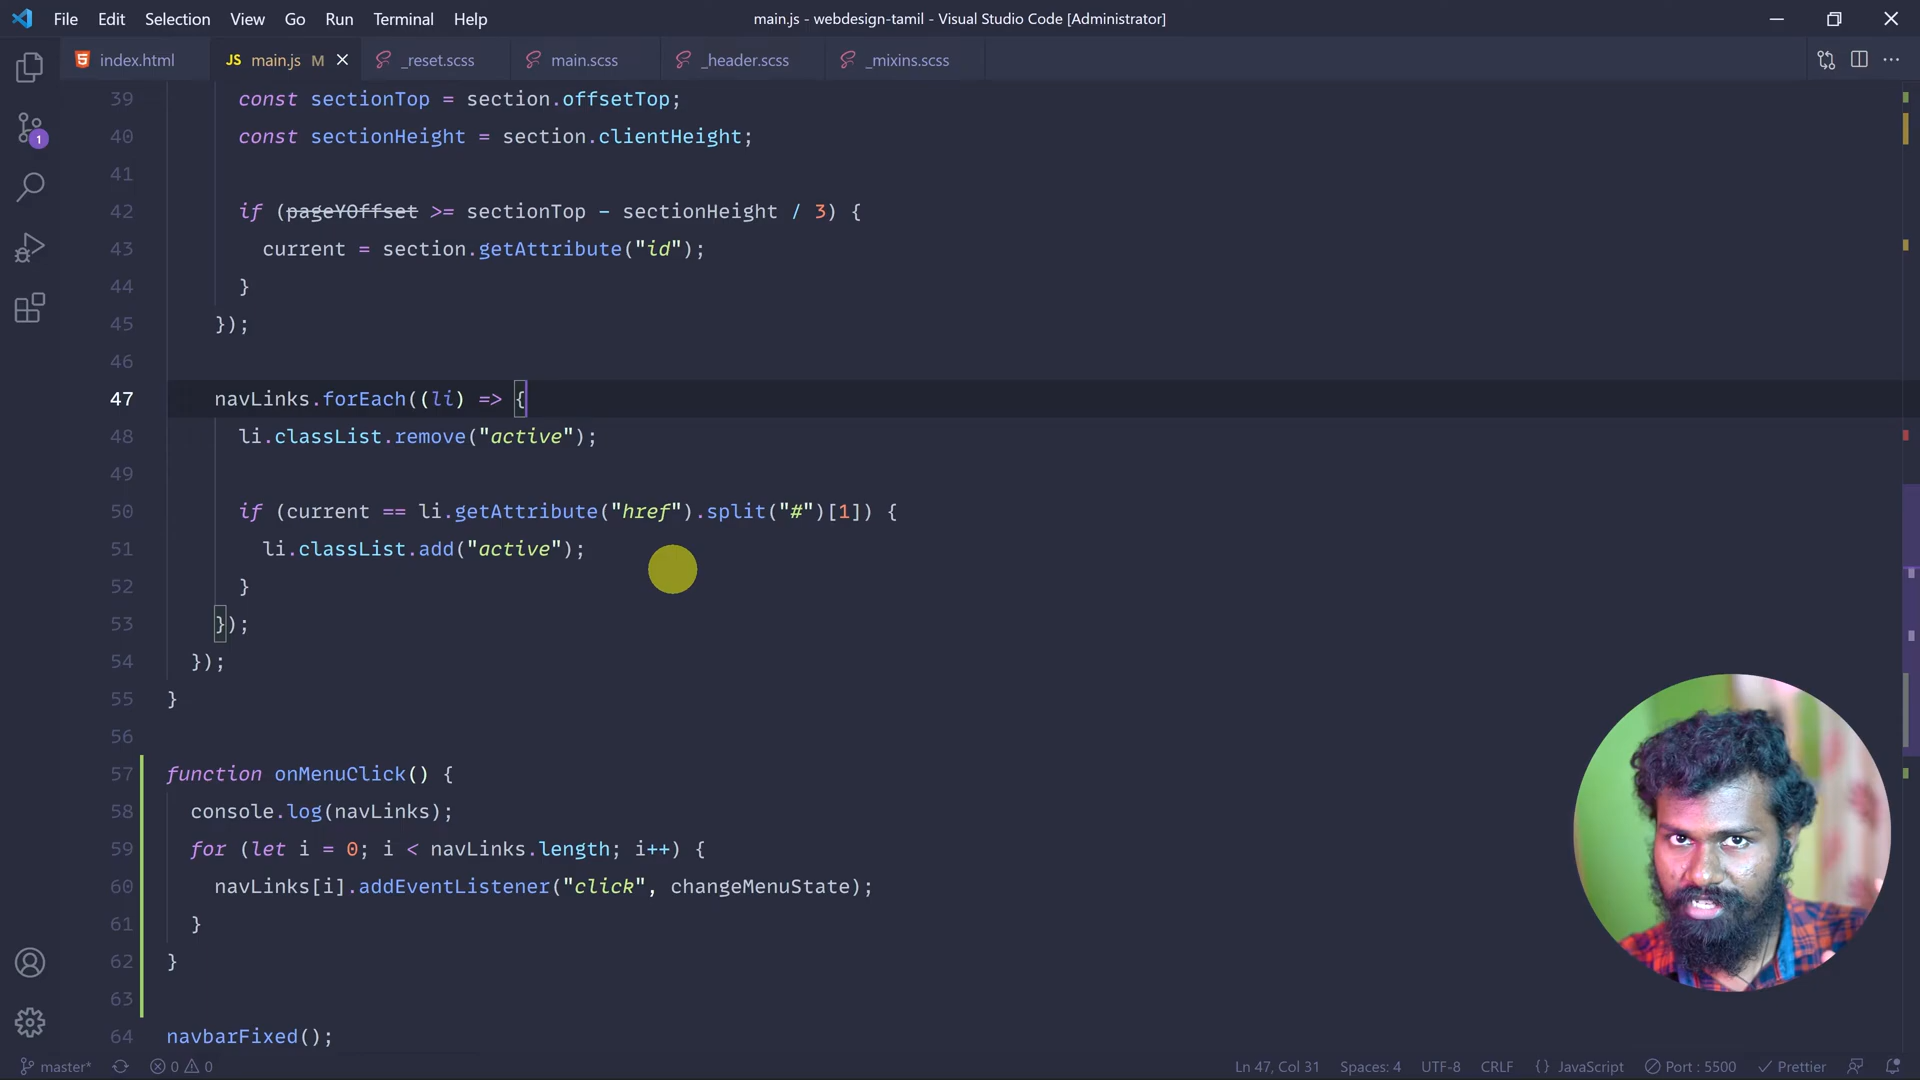 File Edit Selection View Go Run Terminal Help
main.js - webdesign-tamil - Visual Studio Code [Administrator]
index.html
JS main.js M
_reset.scss
main.scss
_header.scss
_mixins.scss
39 const sectionTop = section.offsetTop;
40 const sectionHeight = section.clientHeight;
41
42 if (pageYOffset >= sectionTop - sectionHeight / 3) {
43 current = section.getAttribute("id");
44 }
45 });
46
47 navLinks.forEach((li) => {
48 li.classList.remove("active");
49
50 if (current == li.getAttribute("href").split("#")[1]) {
51 li.classList.add("active");
52 }
53 });
54 });
55 }
56
57 function onMenuClick() {
58 console.log(navLinks);
59 for (let i = 0; i < navLinks.length; i++) {
60 navLinks[i].addEventListener("click", changeMenuState);
61 }
62 }
63
64 navbarFixed();
1
master* 0 0 Ln 47, Col 31 Spaces: 4 UTF-8 CRLF {} JavaScript Port : 5500 Prettier